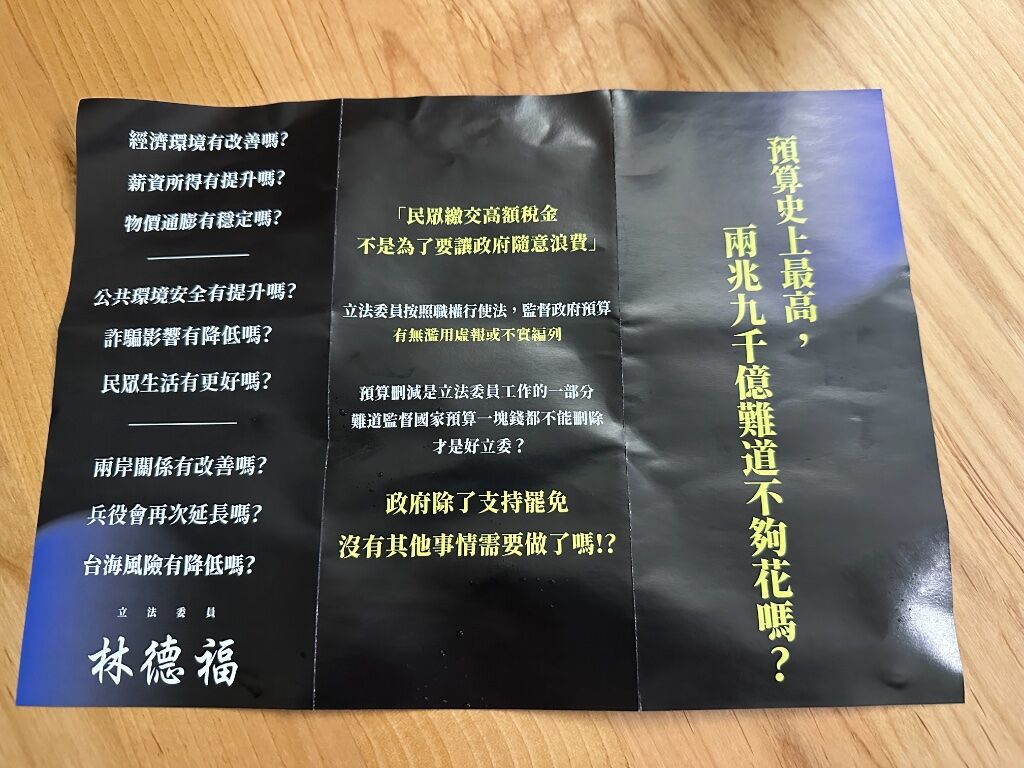 經濟環境有改善嗎?
薪資所得有提升嗎?
物價通膨有穩定嗎?
公共環境安全有提升嗎?
詐騙影響有降低嗎?
民眾生活有更好嗎?
兩岸關係有改善嗎?
兵役會再次延長嗎?
台海風險有降低嗎?
立法委員
林德福
「民眾繳交高額稅金
不是為了要讓政府隨意浪費」
立法委員按照職權行使法，監督政府預算
有無濫用虛報或不實編列
預算刪減是立法委員工作的一部分
難道監督國家預算一塊錢都不能刪除
才是好立委？
政府除了支持罷免
沒有其他事情需要做了嗎!?
預算史上最高，
兩兆九千億難道不夠花嗎？